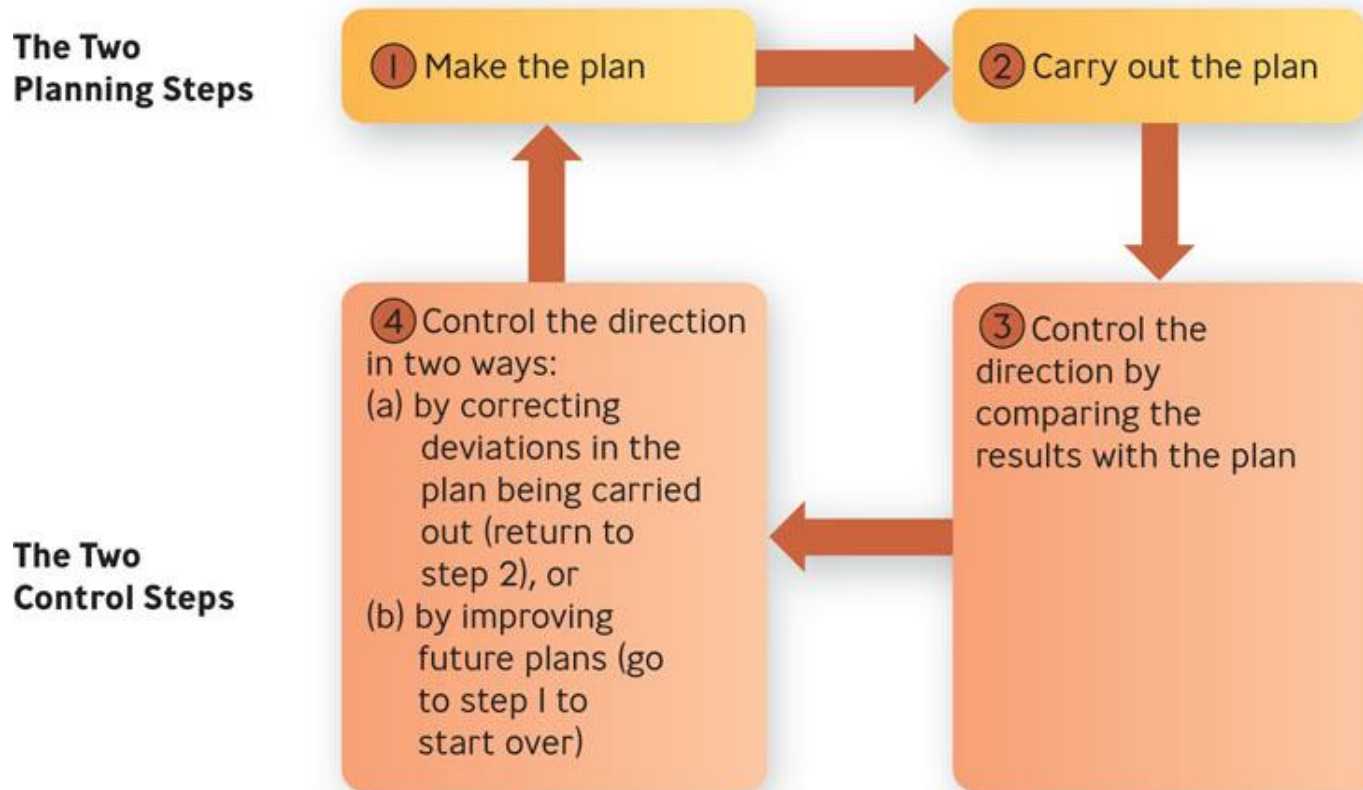 The Two
Planning Steps
1 Make the plan
2 Carry out the plan
The Two
Control Steps
4 Control the direction
in two ways:
(a) by correcting
deviations in the
plan being carried
out (return to
step 2), or
(b) by improving
future plans (go
to step 1 to
start over)
3 Control the
direction by
comparing the
results with the plan